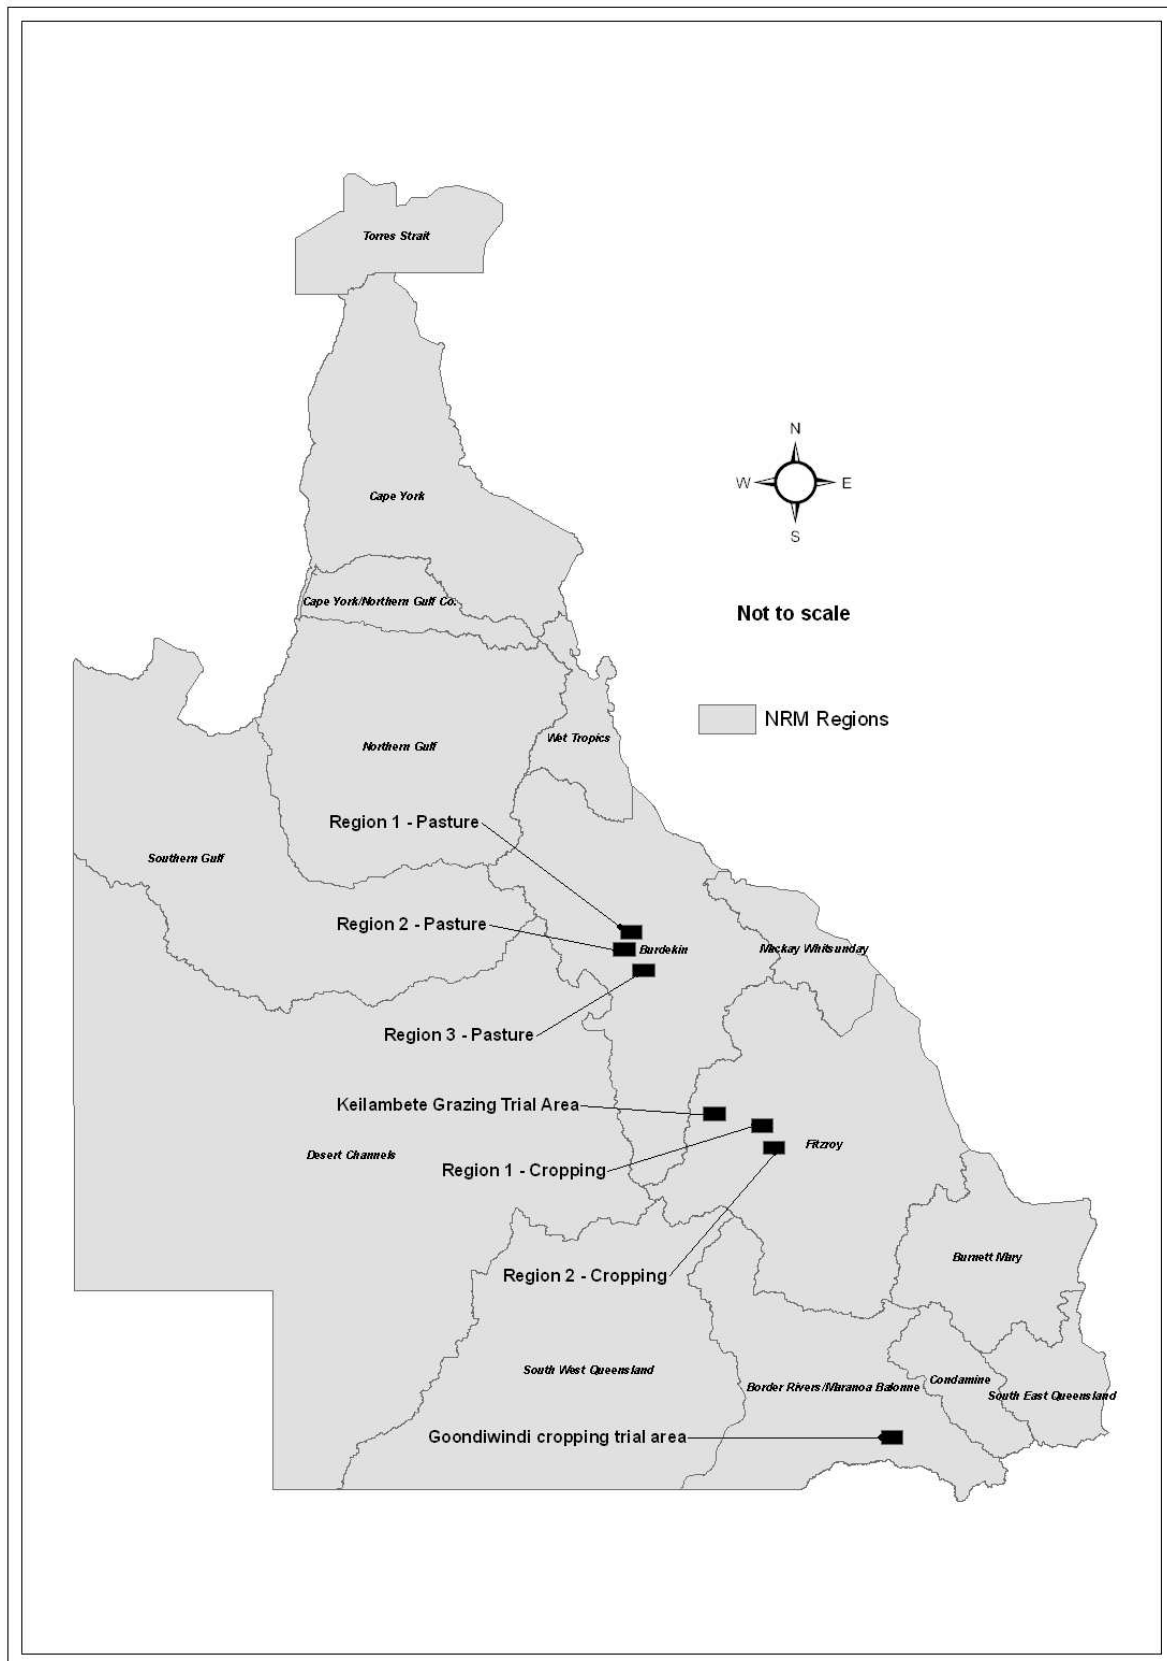 Torres Strait
N
W
E
S
Cape York
Cape York/Northern Gulf Co.
Not to scale
NRM Regions
Wet Tropics
Northern Gulf
Region 1 - Pasture
Southern Gulf
Region 2 - Pasture
Burdekin
Mackay Whitsunday
Region 3 - Pasture
Keilambete Grazing Trial Area
Fitzroy
Desert Channels
Region 1 - Cropping
Burnett Mary
Region 2 - Cropping
South West Queensland
Border Rivers/Maranoa Balonne
Condamine
South East Queensland
Goondiwindi cropping trial area